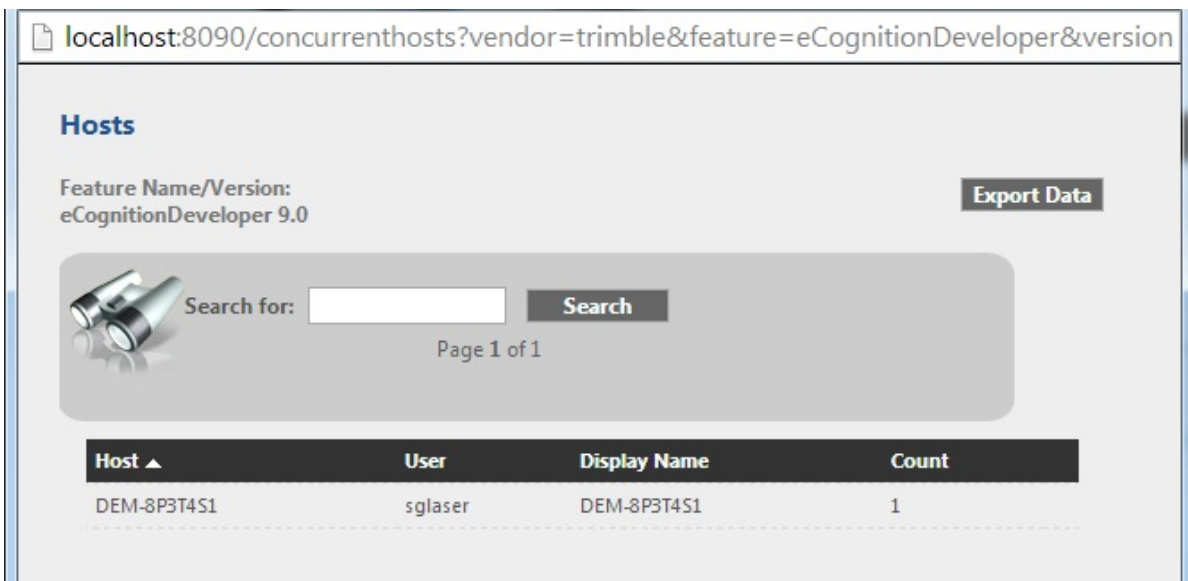 localhost:8090/concurrenthosts?vendor=trimble&feature=eCognitionDeveloper&version
Hosts
Feature Name/Version:
eCognitionDeveloper 9.0
Export Data
Search for:
Search
Page 1 of 1
Host User Display Name Count
DEM-8P3T4S1 sglaser DEM-8P3T4S1 1